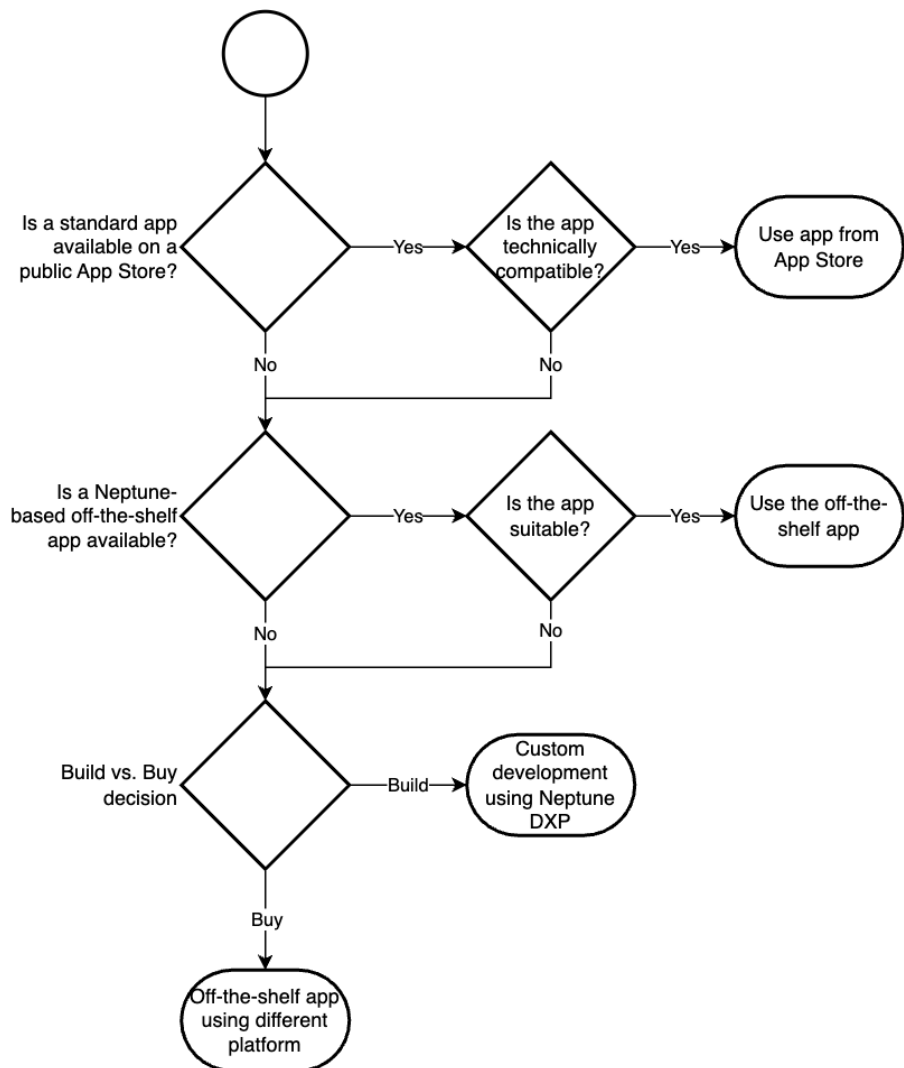 Is a standard app
available on a
public App Store?
Yes
Is the app
technically
compatible?
Yes
Use app from
App Store
No
No
Is a Neptune-
based off-the-shelf
app available?
Yes
Is the app
suitable?
Yes
Use the off-the-
shelf app
No
No
Build vs. Buy
decision
Build
Custom
development
using Neptune
DXP
Buy
Off-the-shelf app
using different
platform